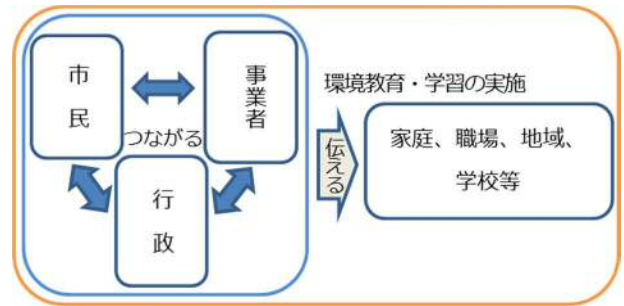 市民
事業者
つながる
行政
伝える
環境教育・学習の実施
家庭、職場、地域、
学校等